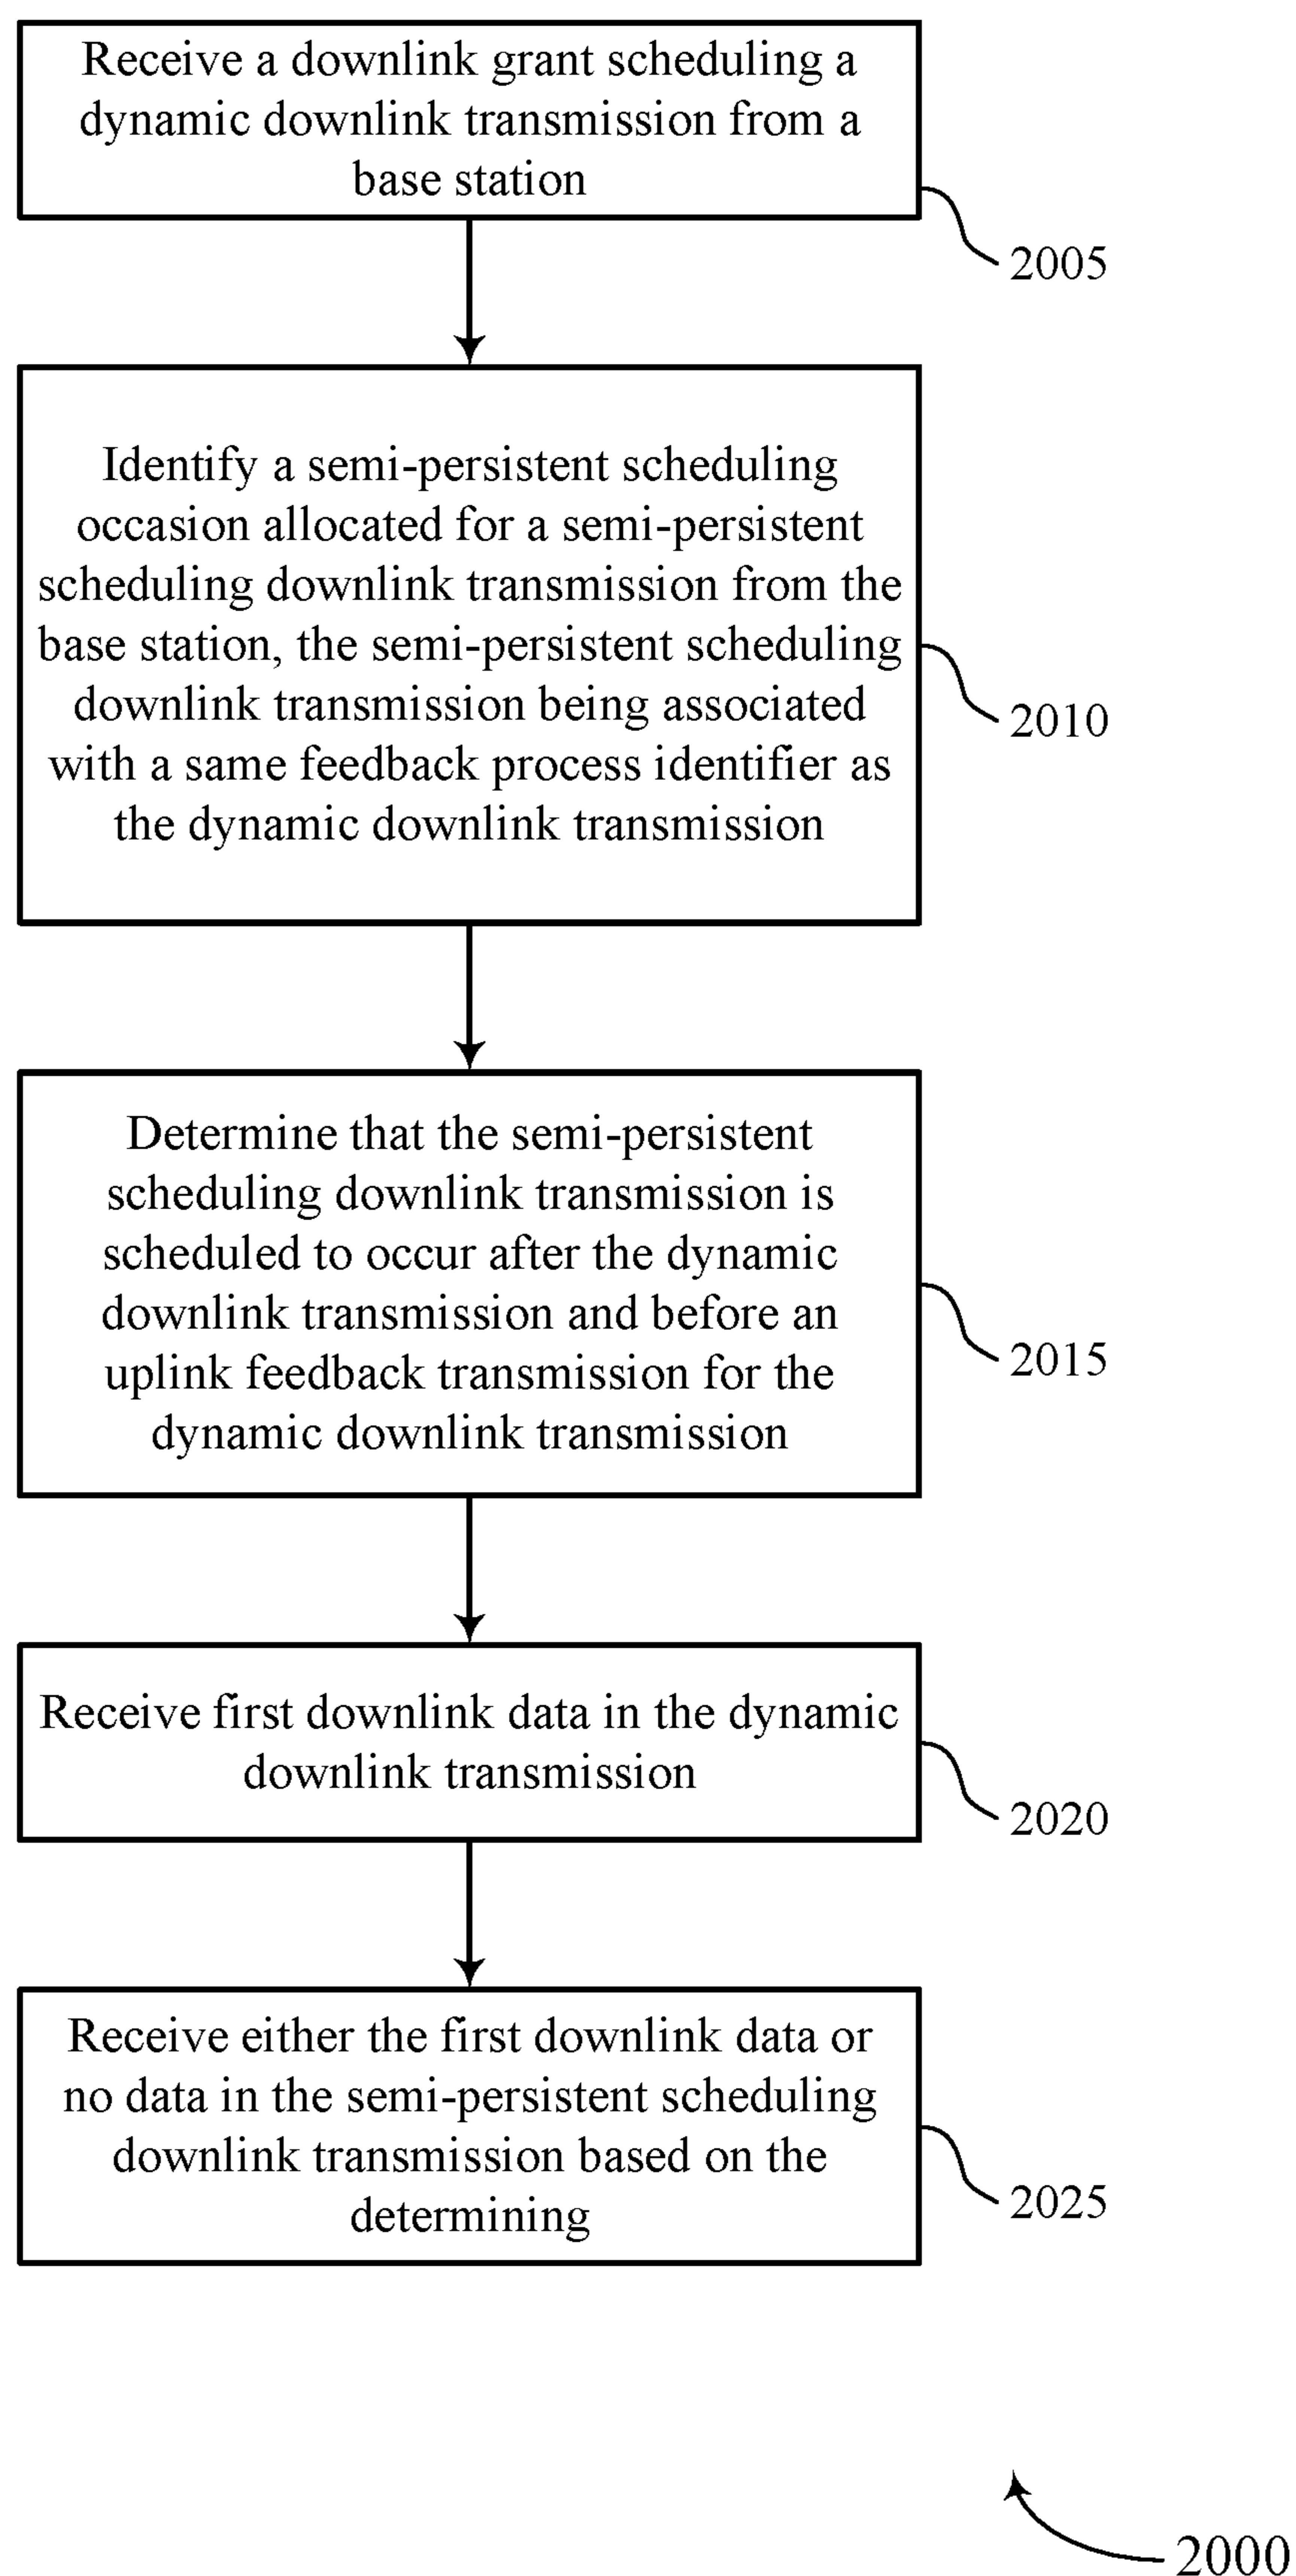 Receive a downlink grant scheduling a
dynamic downlink transmission from a
base station
2005
Identify a semi-persistent scheduling
occasion allocated for a semi-persistent
scheduling downlink transmission from the
base station, the semi-persistent scheduling
downlink transmission being associated
with a same feedback process identifier as
the dynamic downlink transmission
2010
Determine that the semi-persistent
scheduling downlink transmission is
scheduled to occur after the dynamic
downlink transmission and before an
uplink feedback transmission for the
dynamic downlink transmission
2015
Receive first downlink data in the dynamic
downlink transmission
2020
Receive either the first downlink data or
no data in the semi-persistent scheduling
downlink transmission based on the
determining
2025
2000